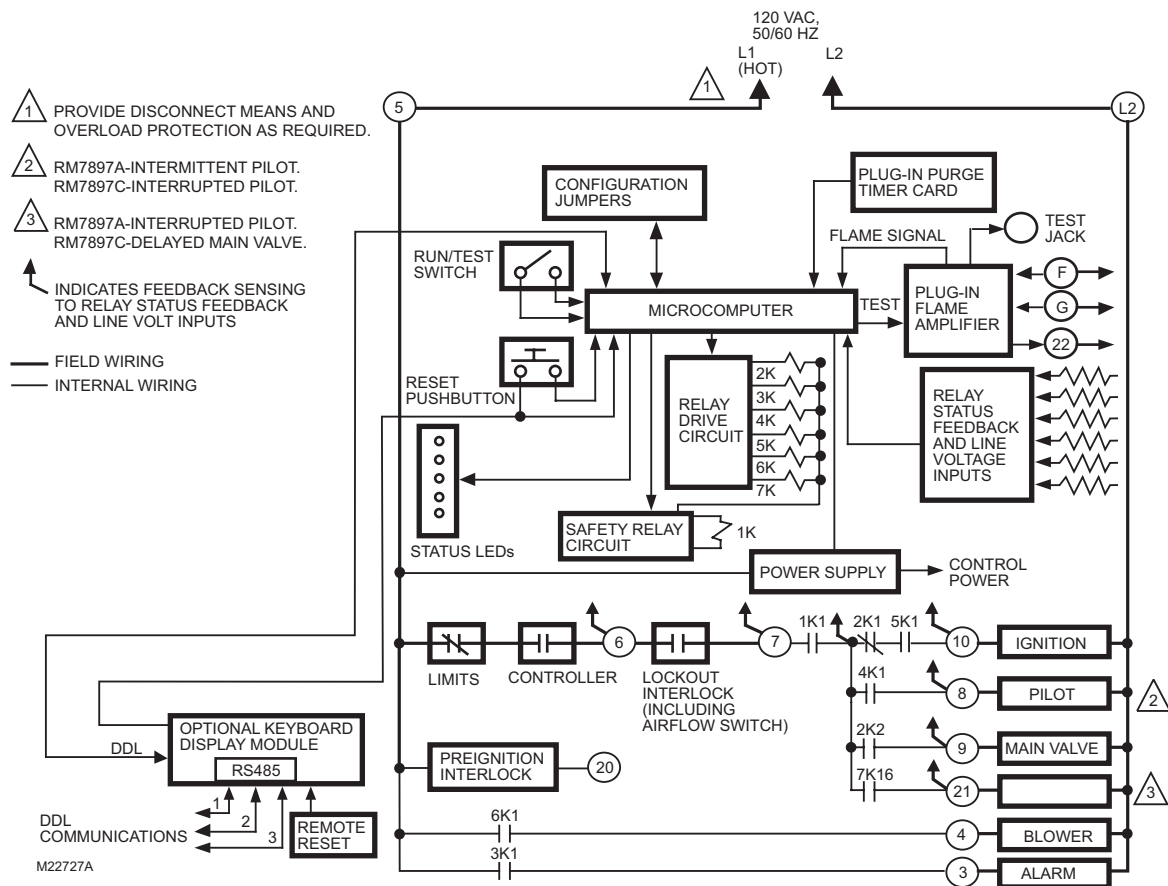 120 VAC,
50/60 HZ
L1
(HOT)
L2
1
5
L2
1
PROVIDE DISCONNECT MEANS AND
OVERLOAD PROTECTION AS REQUIRED.
2
RM7897A-INTERMITTENT PILOT.
RM7897C-INTERRUPTED PILOT.
3
RM7897A-INTERRUPTED PILOT.
RM7897C-DELAYED MAIN VALVE.
INDICATES FEEDBACK SENSING
TO RELAY STATUS FEEDBACK
AND LINE VOLT INPUTS
FIELD WIRING
INTERNAL WIRING
CONFIGURATION
JUMPERS
PLUG-IN PURGE
TIMER CARD
RUN/TEST
SWITCH
FLAME SIGNAL
TEST
JACK
MICROCOMPUTER
TEST
PLUG-IN
FLAME
AMPLIFIER
F
G
22
RESET
PUSHBUTTON
RELAY
DRIVE
CIRCUIT
2K
3K
4K
5K
6K
7K
RELAY
STATUS
FEEDBACK
AND LINE
VOLTAGE
INPUTS
STATUS LEDs
SAFETY RELAY
CIRCUIT
1K
POWER SUPPLY
CONTROL
POWER
LIMITS
CONTROLLER
6
LOCKOUT
INTERLOCK
(INCLUDING
AIRFLOW SWITCH)
7
1K1
2K1
5K1
10
IGNITION
4K1
8
PILOT
2
2K2
9
MAIN VALVE
7K16
21
3
PREIGNITION
INTERLOCK
20
6K1
4
BLOWER
3K1
3
ALARM
OPTIONAL KEYBOARD
DISPLAY MODULE
DDL
RS485
1
2
3
DDL
COMMUNICATIONS
REMOTE
RESET
M22727A